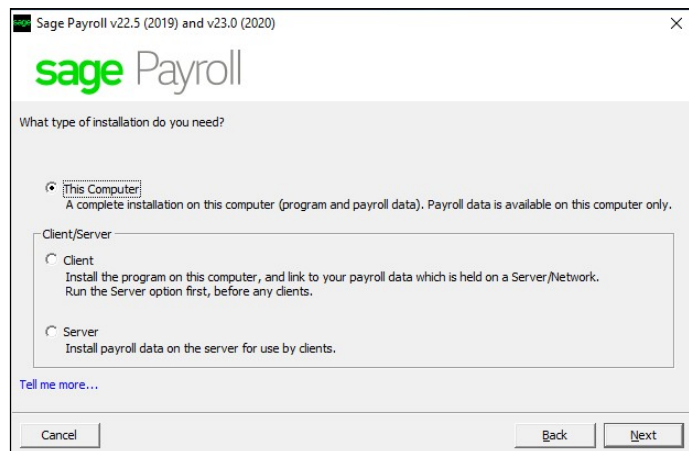 sage Sage Payroll v22.5 (2019) and v23.0 (2020)
sage Payroll
What type of installation do you need?
This Computer
A complete installation on this computer (program and payroll data). Payroll data is available on this computer only.
Client/Server
Client
Install the program on this computer, and link to your payroll data which is held on a Server/Network.
Run the Server option first, before any clients.
Server
Install payroll data on the server for use by clients.
Tell me more...
Cancel Back Next